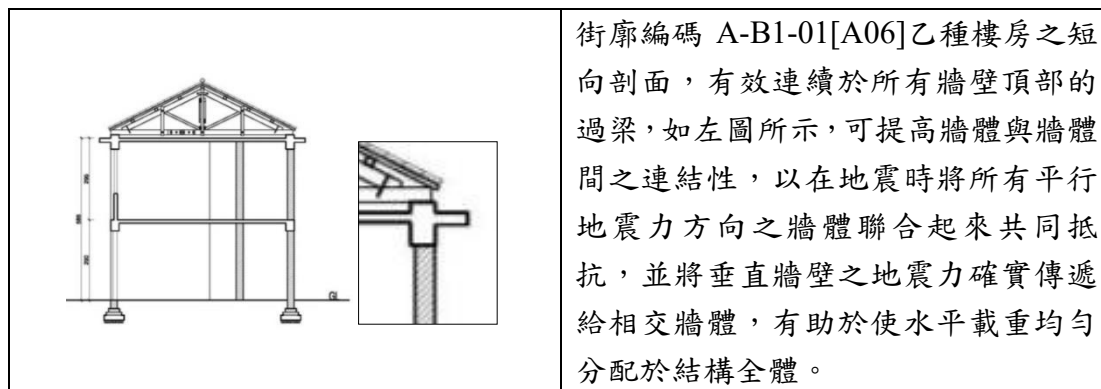 街廓編碼 A-B1-01[A06]乙種樓房之短
向剖面，有效連續於所有牆壁頂部的
過梁，如左圖所示，可提高牆體與牆體
間之連結性，以在地震時將所有平行
地震力方向之牆體聯合起來共同抵
抗，並將垂直牆壁之地震力確實傳遞
給相交牆體，有助於使水平載重均勻
分配於結構全體。